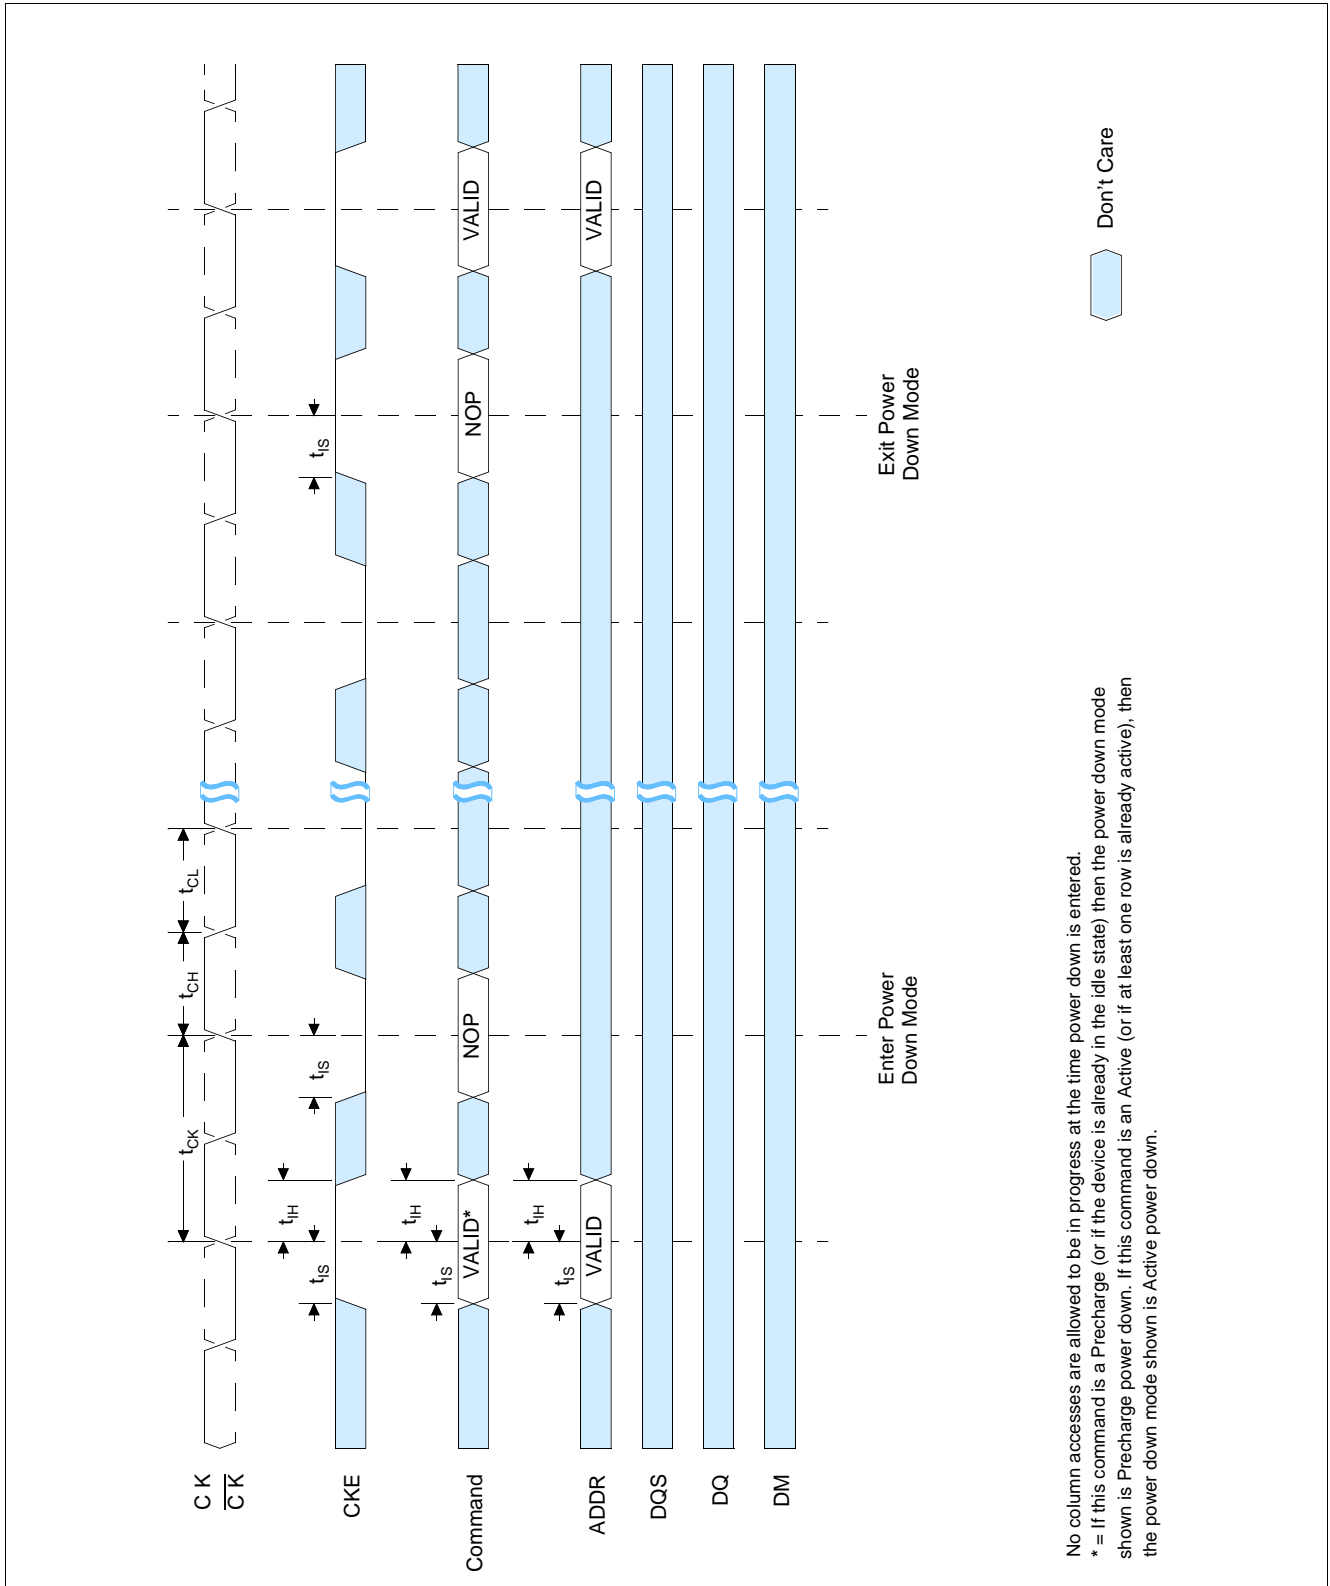 CK
CK
CKE
Command
ADDR
DQS
DQ
DM
tCK
tCH
tCL
tIS
tIH
tIS
tIS
tIS
tIH
VALID*
NOP
NOP
VALID
tIS
tIH
VALID
VALID
Enter Power
Down Mode
Exit Power
Down Mode
Don't Care
No column accesses are allowed to be in progress at the time power down is entered.
* = If this command is a Precharge (or if the device is already in the idle state) then the power down mode
shown is Precharge power down. If this command is an Active (or if at least one row is already active), then
the power down mode shown is Active power down.